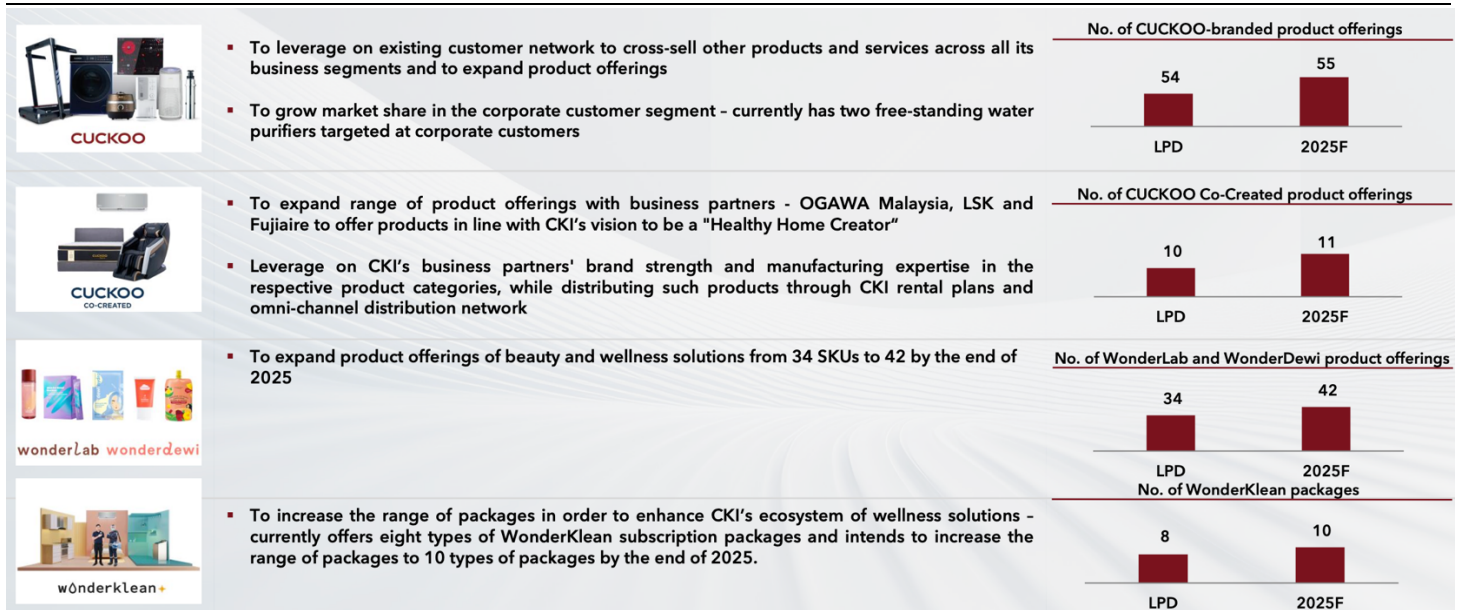 CUCKOO
▪ To leverage on existing customer network to cross-sell other products and services across all its
business segments and to expand product offerings
▪ To grow market share in the corporate customer segment – currently has two free-standing water
purifiers targeted at corporate customers
No. of CUCKOO-branded product offerings
54
55
LPD
2025F
CUCKOO
CO-CREATED
▪ To expand range of product offerings with business partners - OGAWA Malaysia, LSK and
Fujiaire to offer products in line with CKI’s vision to be a "Healthy Home Creator“
▪ Leverage on CKI’s business partners' brand strength and manufacturing expertise in the
respective product categories, while distributing such products through CKI rental plans and
omni-channel distribution network
No. of CUCKOO Co-Created product offerings
10
11
LPD
2025F
wonderlab wonderdewi
▪ To expand product offerings of beauty and wellness solutions from 34 SKUs to 42 by the end of
2025
No. of WonderLab and WonderDewi product offerings
34
42
LPD
2025F
wonderklean+
▪ To increase the range of packages in order to enhance CKI’s ecosystem of wellness solutions –
currently offers eight types of WonderKlean subscription packages and intends to increase the
range of packages to 10 types of packages by the end of 2025.
No. of WonderKlean packages
8
10
LPD
2025F